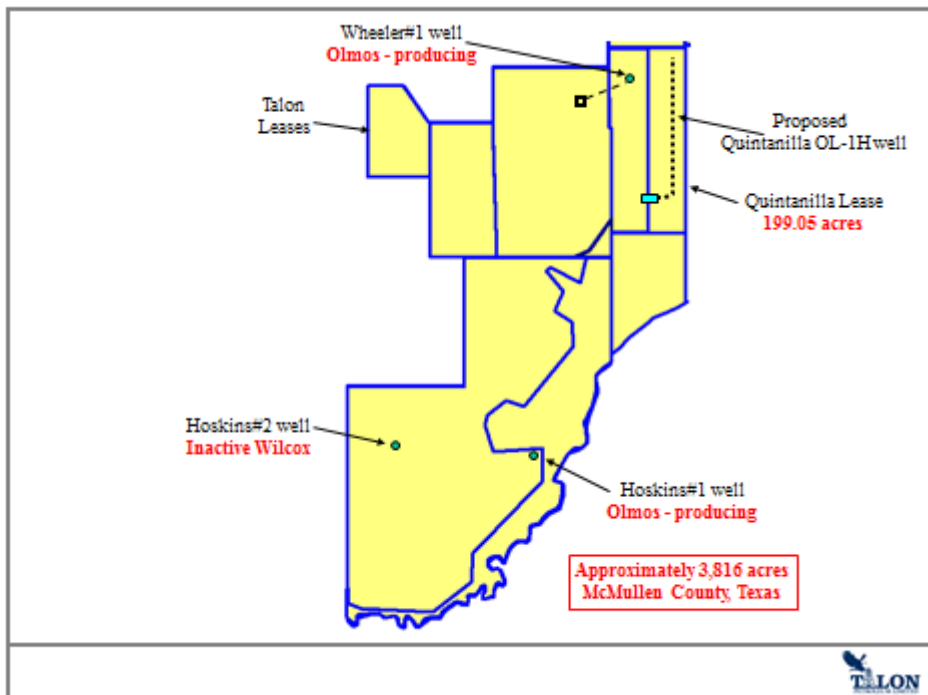 Wheeler#1 well
Olmos - producing
Talon
Leases
Proposed
Quintanilla OL-1H well
Quintanilla Lease
199.05 acres
Hoskins#2 well
Inactive Wilcox
Hoskins#1 well
Olmos - producing
Approximately 3,816 acres
McMullen County, Texas
TALON